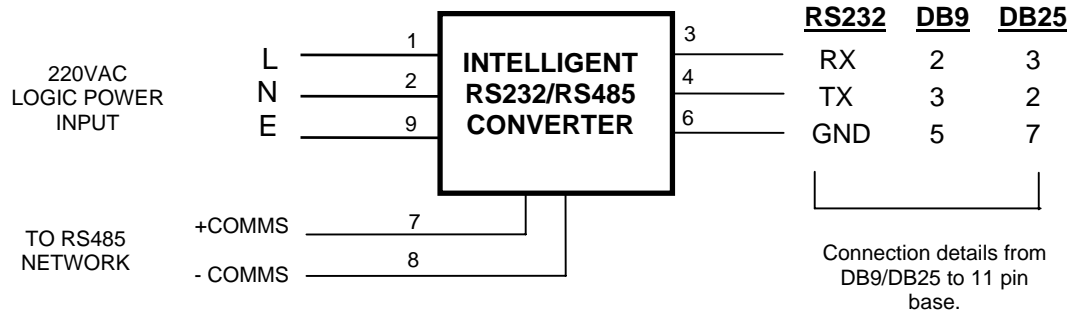 RS232 DB9 DB25
220VAC
LOGIC POWER
INPUT
L 1
N 2
E 9
INTELLIGENT
RS232/RS485
CONVERTER
3 RX 2 3
4 TX 3 2
6 GND 5 7
TO RS485
NETWORK
+COMMS 7
- COMMS 8
Connection details from
DB9/DB25 to 11 pin
base.